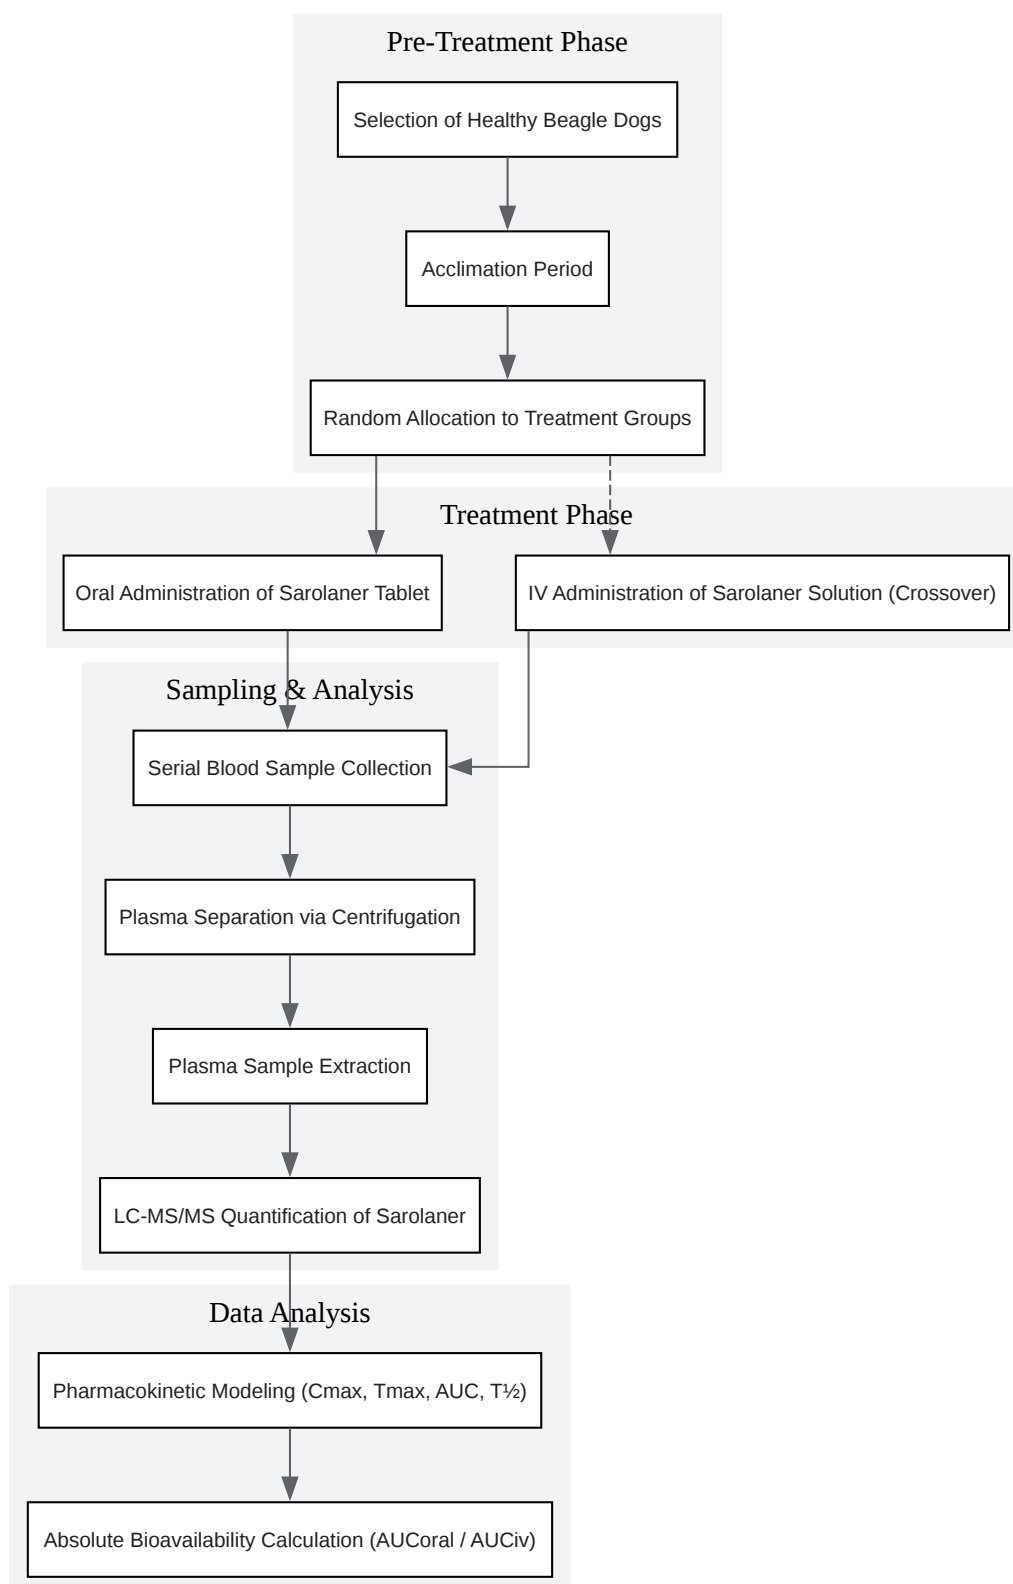 Pre-Treatment Phase
Selection of Healthy Beagle Dogs
Acclimation Period
Random Allocation to Treatment Groups
Treatment Phase
Oral Administration of Sarolaner Tablet
IV Administration of Sarolaner Solution (Crossover)
Sampling & Analysis
Serial Blood Sample Collection
Plasma Separation via Centrifugation
Plasma Sample Extraction
LC-MS/MS Quantification of Sarolaner
Data Analysis
Pharmacokinetic Modeling (Cmax, Tmax, AUC, T½)
Absolute Bioavailability Calculation (AUCoral / AUCiv)